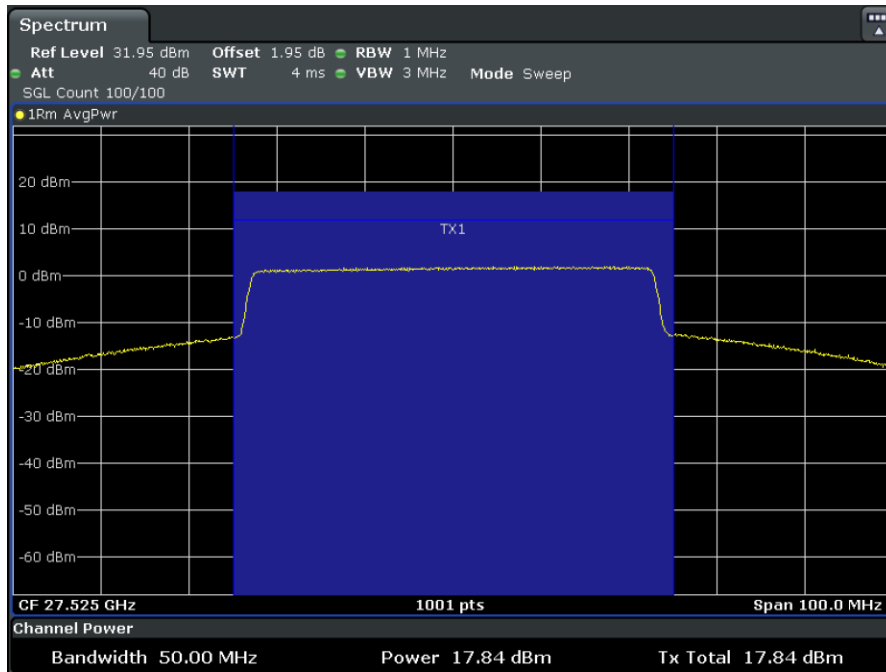 Spectrum
Ref Level 31.95 dBm Offset 1.95 dB RBW 1 MHz
Att 40 dB SWT 4 ms VBW 3 MHz Mode Sweep
SGL Count 100/100
1Rm AvgPwr
20 dBm
TX1
10 dBm
0 dBm
-10 dBm
-20 dBm
-30 dBm
-40 dBm
-50 dBm
-60 dBm
CF 27.525 GHz 1001 pts Span 100.0 MHz
Channel Power
Bandwidth 50.00 MHz Power 17.84 dBm Tx Total 17.84 dBm